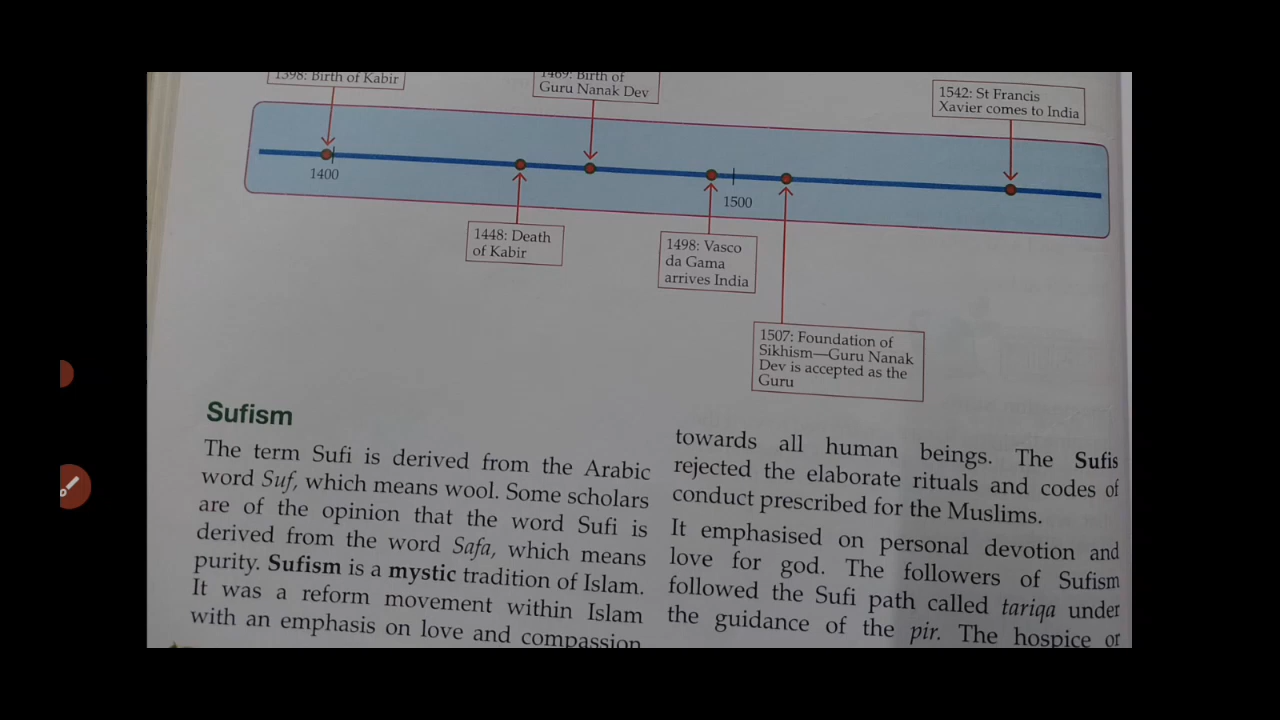 1398: Birth of Kabir
1469: Birth of
Guru Nanak Dev
1542: St Francis
Xavier comes to India
1400
1500
1448: Death
of Kabir
1498: Vasco
da Gama
arrives India
1507: Foundation of
Sikhism—Guru Nanak
Dev is accepted as the
Guru
Sufism
The term Sufi is derived from the Arabic
word Suf, which means wool. Some scholars
are of the opinion that the word Sufi is
derived from the word Safa, which means
purity. Sufism is a mystic tradition of Islam.
It was a reform movement within Islam
with an emphasis on love and compassion
towards all human beings. The Sufis
rejected the elaborate rituals and codes of
conduct prescribed for the Muslims.
It emphasised on personal devotion and
love for god. The followers of Sufism
followed the Sufi path called tariqa under
the guidance of the pir. The hospice or